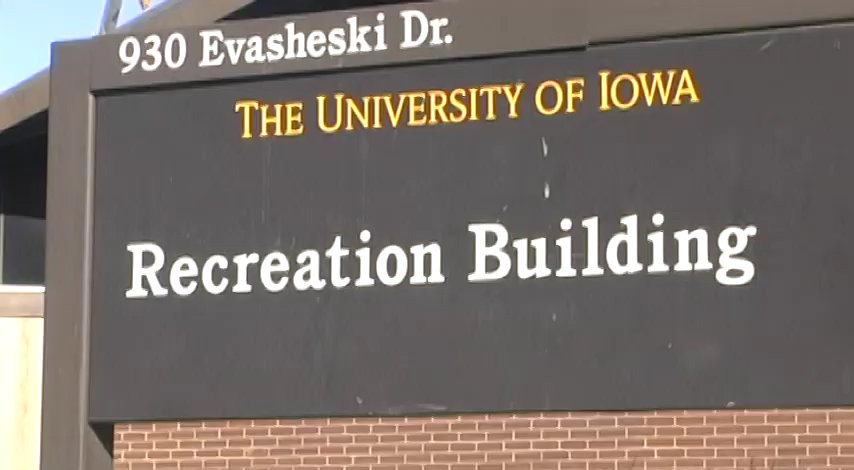 930 Evasheski Dr.
THE UNIVERSITY OF IOWA
Recreation Building